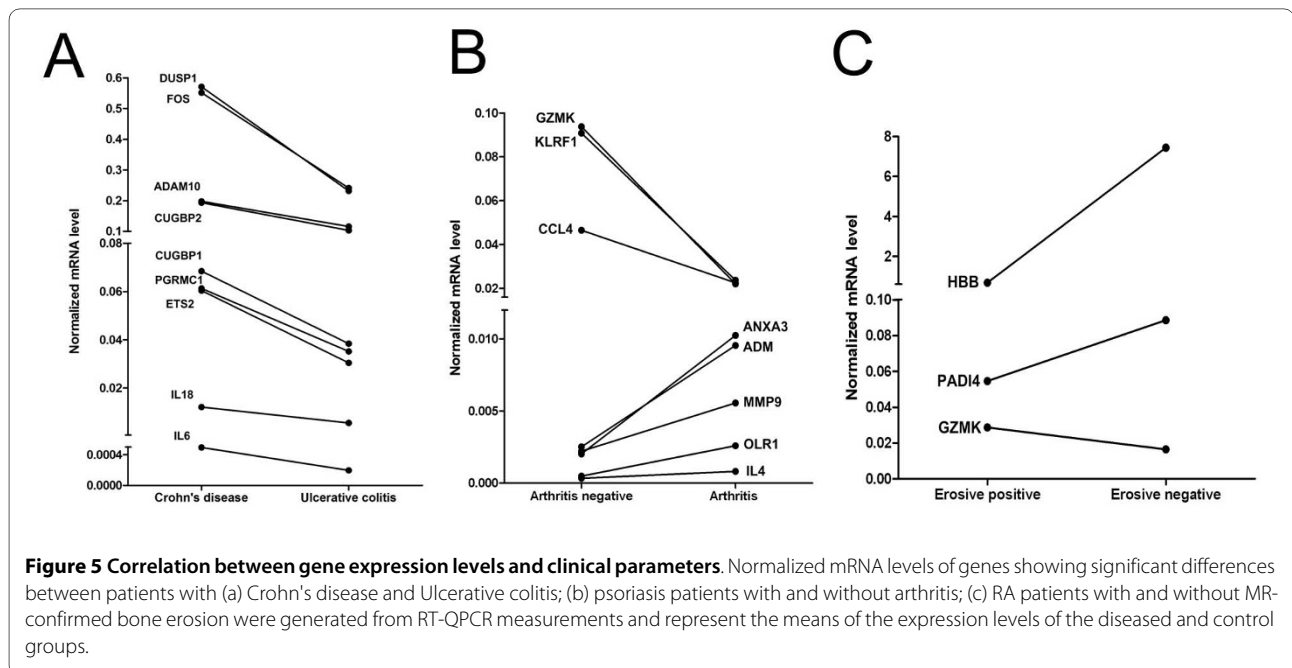 A
B
C
Normalized mRNA level
0.6
0.5
0.4
0.3
0.2
0.1
0.08
0.06
0.04
0.02
0.0004
0.0000
DUSP1
FOS
ADAM10
CUGBP2
CUGBP1
PGRMC1
ETS2
IL18
IL6
Crohn's disease
Ulcerative colitis
Normalized mRNA level
0.10
0.08
0.06
0.04
0.02
0.010
0.005
0.000
GZMK
KLRF1
CCL4
ANXA3
ADM
MMP9
OLR1
IL4
Arthritis negative
Arthritis
Normalized mRNA level
8
6
4
2
0.10
0.08
0.06
0.04
0.02
0.00
HBB
PADI4
GZMK
Erosive positive
Erosive negative
Figure 5 Correlation between gene expression levels and clinical parameters. Normalized mRNA levels of genes showing significant differences
between patients with (a) Crohn's disease and Ulcerative colitis; (b) psoriasis patients with and without arthritis; (c) RA patients with and without MR-
confirmed bone erosion were generated from RT-QPCR measurements and represent the means of the expression levels of the diseased and control
groups.